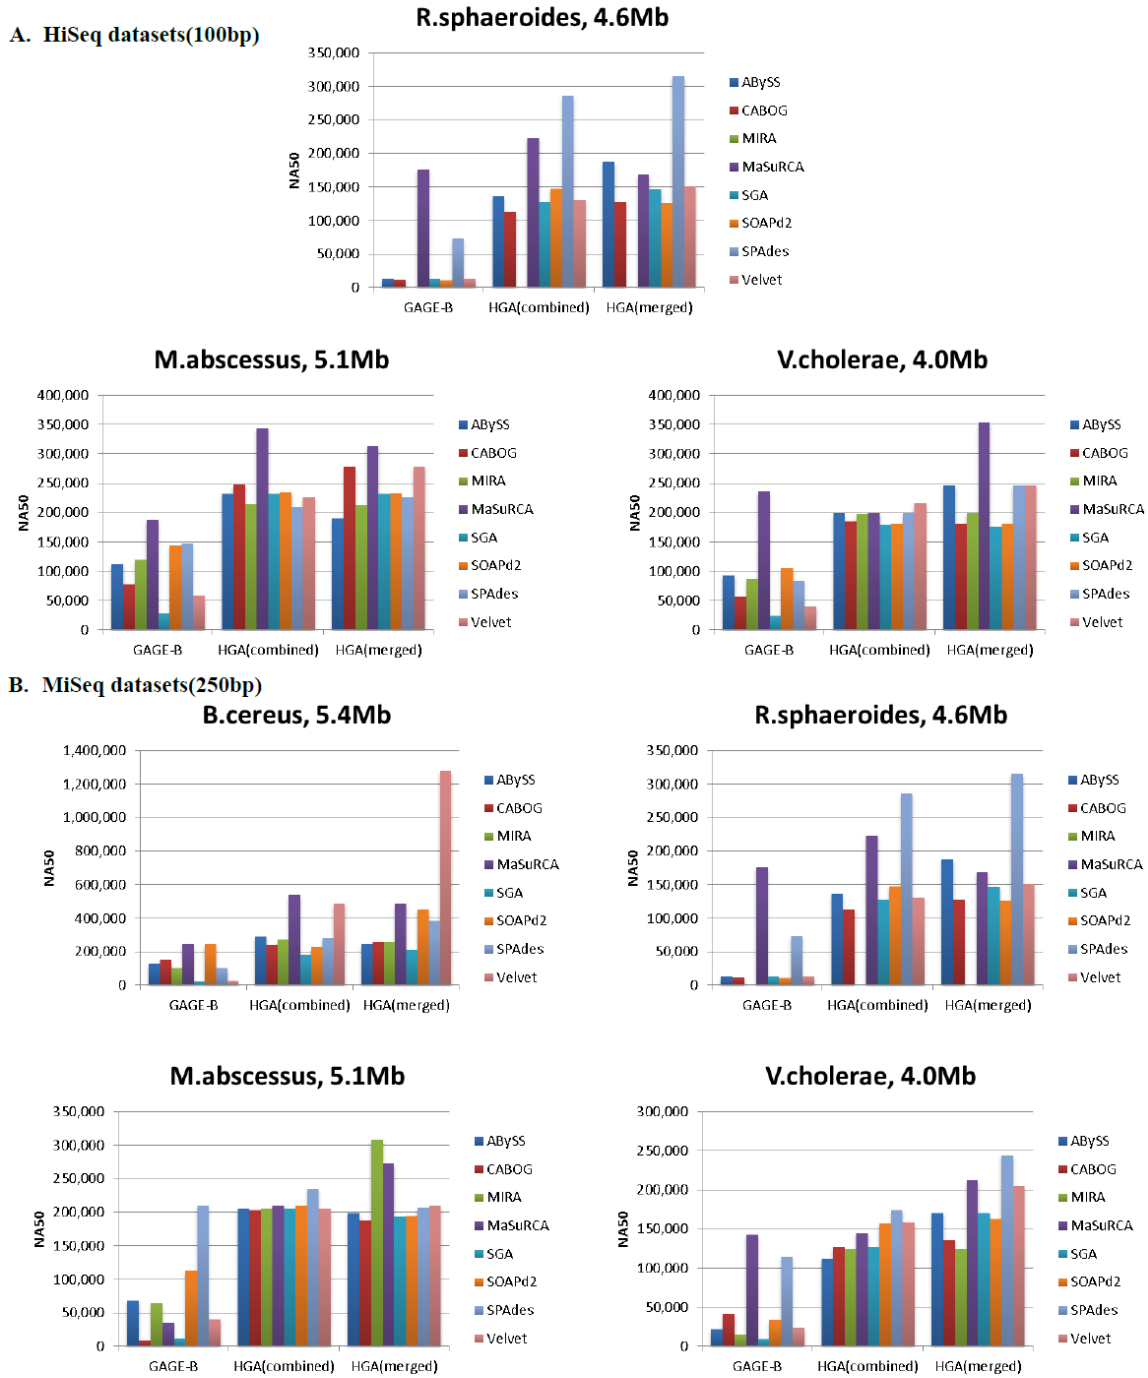 A. HiSeq datasets(100bp)
R.sphaeroides, 4.6Mb
350,000
300,000
250,000
200,000
150,000
100,000
50,000
0
NA50
GAGE-B
HGA(combined)
HGA(merged)
ABySS
CABOG
MIRA
MaSuRCA
SGA
SOAPd2
SPAdes
Velvet
M.abscessus, 5.1Mb
400,000
350,000
300,000
250,000
200,000
150,000
100,000
50,000
0
NA50
GAGE-B
HGA(combined)
HGA(merged)
ABySS
CABOG
MIRA
MaSuRCA
SGA
SOAPd2
SPAdes
Velvet
V.cholerae, 4.0Mb
400,000
350,000
300,000
250,000
200,000
150,000
100,000
50,000
0
NA50
GAGE-B
HGA(combined)
HGA(merged)
ABySS
CABOG
MIRA
MaSuRCA
SGA
SOAPd2
SPAdes
Velvet
B. MiSeq datasets(250bp)
B.cereus, 5.4Mb
1,400,000
1,200,000
1,000,000
800,000
600,000
400,000
200,000
0
NA50
GAGE-B
HGA(combined)
HGA(merged)
ABySS
CABOG
MIRA
MaSuRCA
SGA
SOAPd2
SPAdes
Velvet
R.sphaeroides, 4.6Mb
350,000
300,000
250,000
200,000
150,000
100,000
50,000
0
NA50
GAGE-B
HGA(combined)
HGA(merged)
ABySS
CABOG
MIRA
MaSuRCA
SGA
SOAPd2
SPAdes
Velvet
M.abscessus, 5.1Mb
350,000
300,000
250,000
200,000
150,000
100,000
50,000
0
NA50
GAGE-B
HGA(combined)
HGA(merged)
ABySS
CABOG
MIRA
MaSuRCA
SGA
SOAPd2
SPAdes
Velvet
V.cholerae, 4.0Mb
300,000
250,000
200,000
150,000
100,000
50,000
0
NA50
GAGE-B
HGA(combined)
HGA(merged)
ABySS
CABOG
MIRA
MaSuRCA
SGA
SOAPd2
SPAdes
Velvet